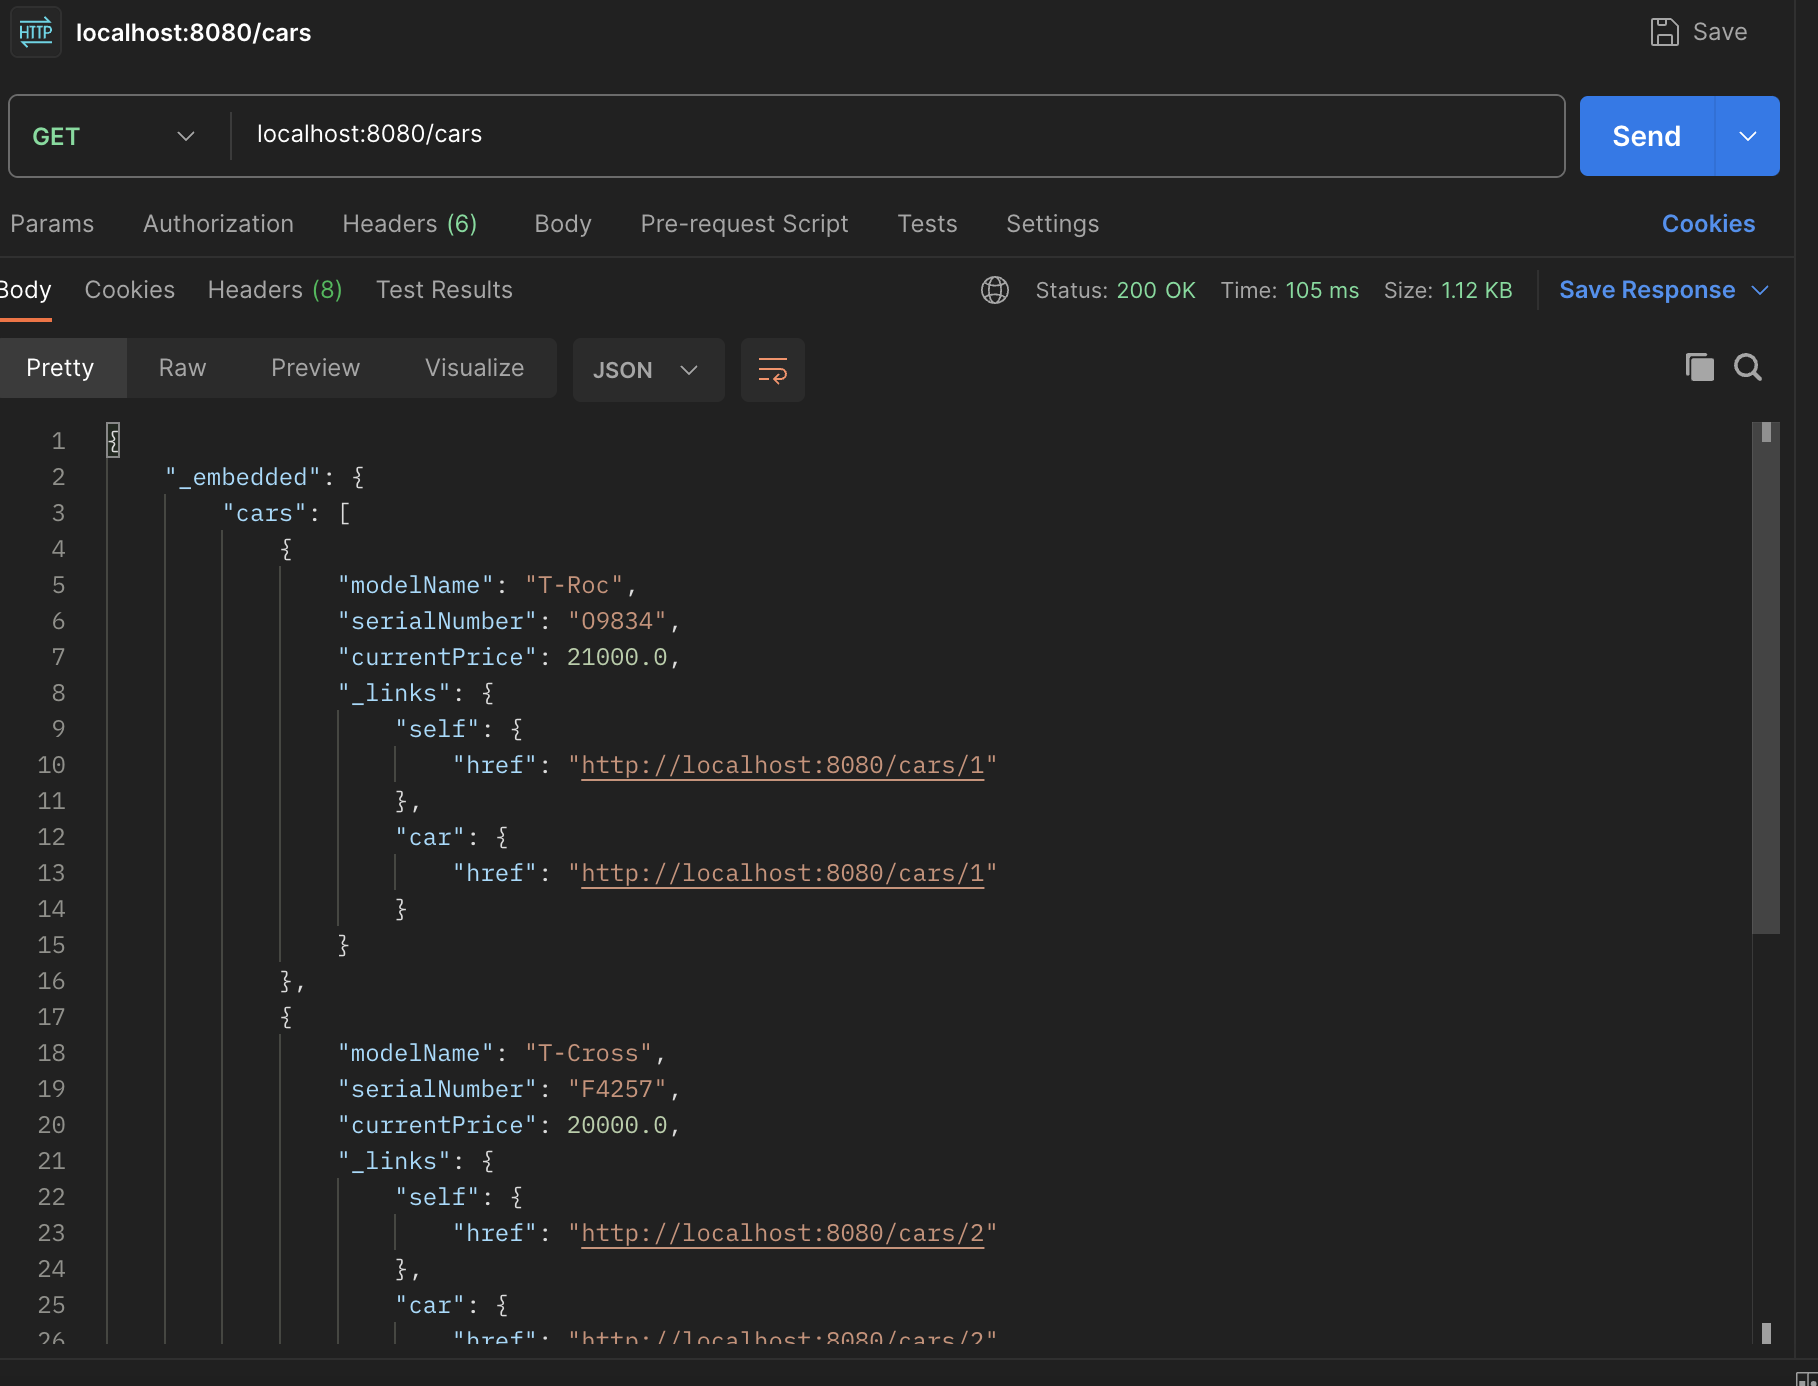 HTTP localhost:8080/cars Save
GET localhost:8080/cars Send
Params Authorization Headers (6) Body Pre-request Script Tests Settings Cookies
Body Cookies Headers (8) Test Results Status: 200 OK Time: 105 ms Size: 1.12 KB Save Response
Pretty Raw Preview Visualize JSON
1 {
2 "_embedded": {
3 "cars": [
4 {
5 "modelName": "T-Roc",
6 "serialNumber": "O9834",
7 "currentPrice": 21000.0,
8 "_links": {
9 "self": {
10 "href": "http://localhost:8080/cars/1"
11 },
12 "car": {
13 "href": "http://localhost:8080/cars/1"
14 }
15 }
16 },
17 {
18 "modelName": "T-Cross",
19 "serialNumber": "F4257",
20 "currentPrice": 20000.0,
21 "_links": {
22 "self": {
23 "href": "http://localhost:8080/cars/2"
24 },
25 "car": {
26 "href": "http://localhost:8080/cars/2"